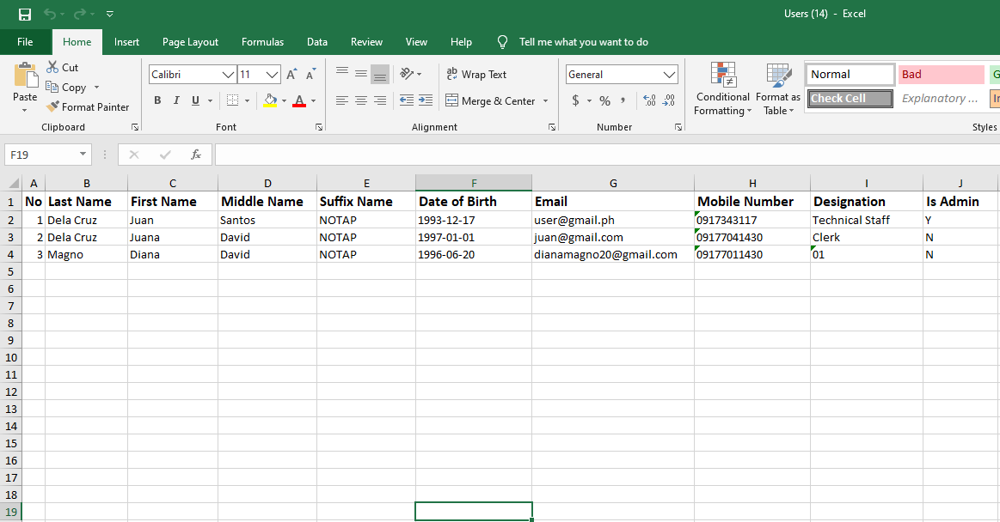 Users (14) - Excel
File Home Insert Page Layout Formulas Data Review View Help Tell me what you want to do
Paste
Cut
Copy
Format Painter
Clipboard
Calibri 11 A A
B I U A
Font
ab Wrap Text
Merge & Center
Alignment
General
$ % ,
Number
Conditional Formatting
Format as Table
Normal Bad
Check Cell Explanatory ...
Styles
F19 fx
A B C D E F G H I J
1 No Last Name First Name Middle Name Suffix Name Date of Birth Email Mobile Number Designation Is Admin
2 1 Dela Cruz Juan Santos NOTAP 1993-12-17 user@gmail.ph 0917343117 Technical Staff Y
3 2 Dela Cruz Juana David NOTAP 1997-01-01 juan@gmail.com 09177041430 Clerk N
4 3 Magno Diana David NOTAP 1996-06-20 dianamagno20@gmail.com 09177011430 01 N
5
6
7
8
9
10
11
12
13
14
15
16
17
18
19